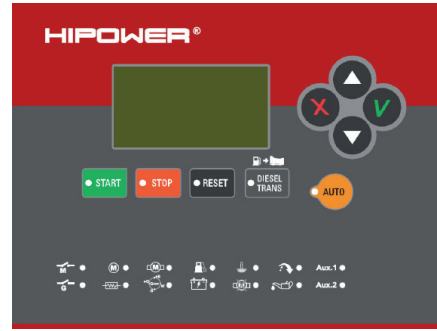 HIPOWER®
X V
START STOP RESET DIESEL
TRANS
AUTO
M M M Aux.1
G M Aux.2